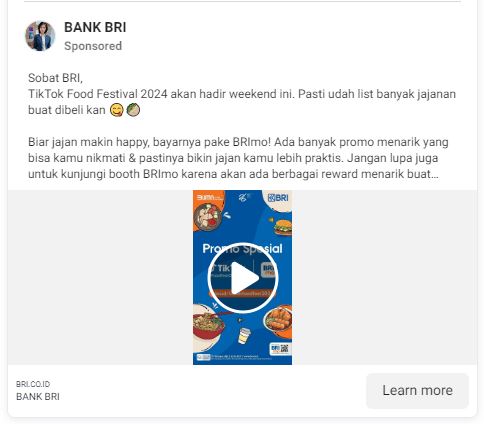 BANK BRI
Sponsored
Sobat BRI,
TikTok Food Festival 2024 akan hadir weekend ini. Pasti udah list banyak jajanan
buat dibeli kan 😋🥙
Biar jajan makin happy, bayarnya pake BRImo! Ada banyak promo menarik yang
bisa kamu nikmati & pastinya bikin jajan kamu lebih praktis. Jangan lupa juga
untuk kunjungi booth BRImo karena akan ada berbagai reward menarik buat...
BUMN
BRI
Promo Spesial
TikT
BRI
BRI
BRI.CO.ID
BANK BRI
Learn more